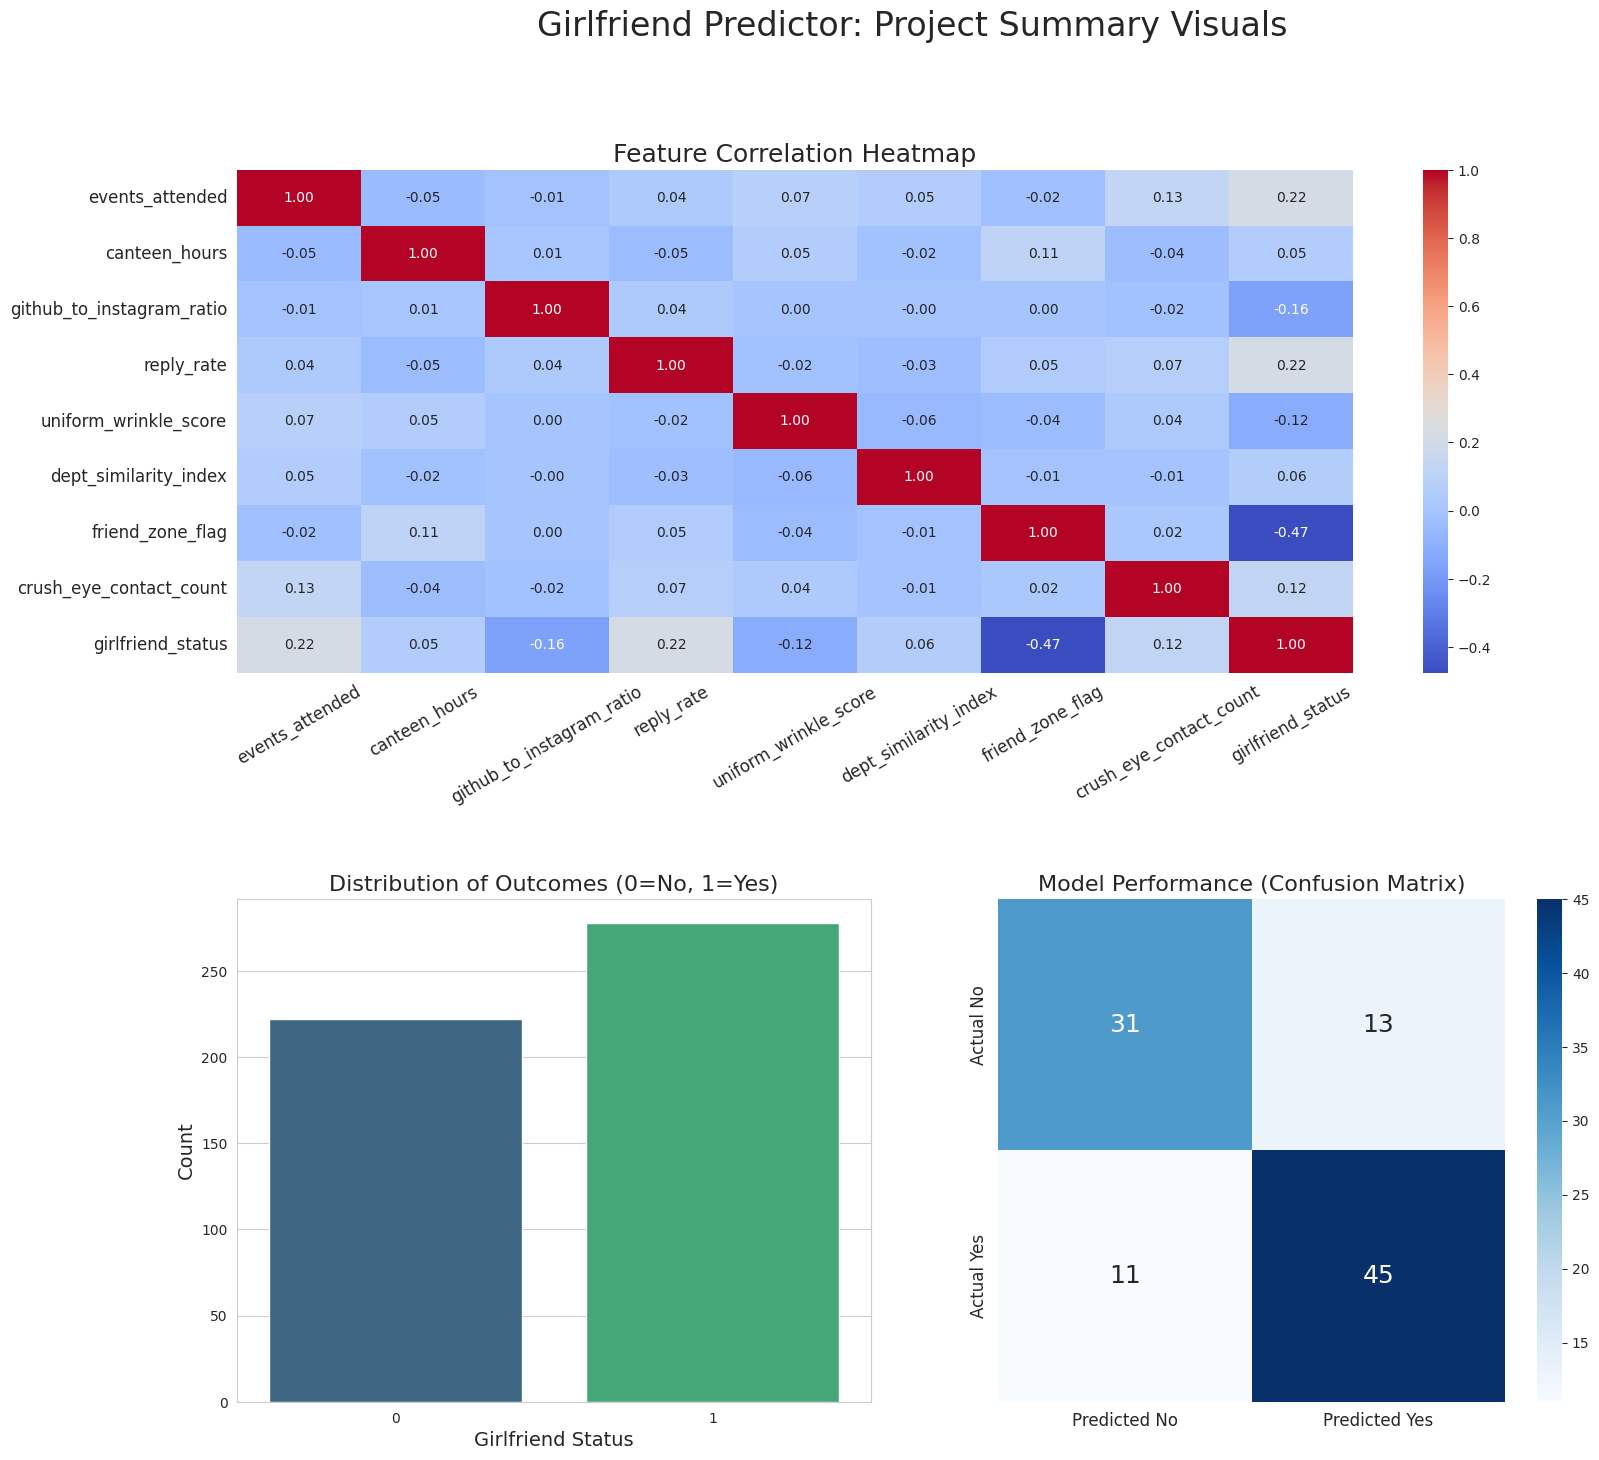 Girlfriend Predictor: Project Summary Visuals
Feature Correlation Heatmap
events_attended 1.00 -0.05 -0.01 0.04 0.07 0.05 -0.02 0.13 0.22
canteen_hours -0.05 1.00 0.01 -0.05 0.05 -0.02 0.11 -0.04 0.05
github_to_instagram_ratio -0.01 0.01 1.00 0.04 0.00 -0.00 0.00 -0.02 -0.16
reply_rate 0.04 -0.05 0.04 1.00 -0.02 -0.03 0.05 0.07 0.22
uniform_wrinkle_score 0.07 0.05 0.00 -0.02 1.00 -0.06 -0.04 0.04 -0.12
dept_similarity_index 0.05 -0.02 -0.00 -0.03 -0.06 1.00 -0.01 -0.01 0.06
friend_zone_flag -0.02 0.11 0.00 0.05 -0.04 -0.01 1.00 0.02 -0.47
crush_eye_contact_count 0.13 -0.04 -0.02 0.07 0.04 -0.01 0.02 1.00 0.12
girlfriend_status 0.22 0.05 -0.16 0.22 -0.12 0.06 -0.47 0.12 1.00
events_attended canteen_hours github_to_instagram_ratio reply_rate uniform_wrinkle_score dept_similarity_index friend_zone_flag crush_eye_contact_count girlfriend_status
1.0
0.8
0.6
0.4
0.2
0.0
−0.2
−0.4
Distribution of Outcomes (0=No, 1=Yes)
Count
250
200
150
100
50
0
0 1
Girlfriend Status
Model Performance (Confusion Matrix)
Actual No 31 13
Actual Yes 11 45
Predicted No Predicted Yes
45
40
35
30
25
20
15